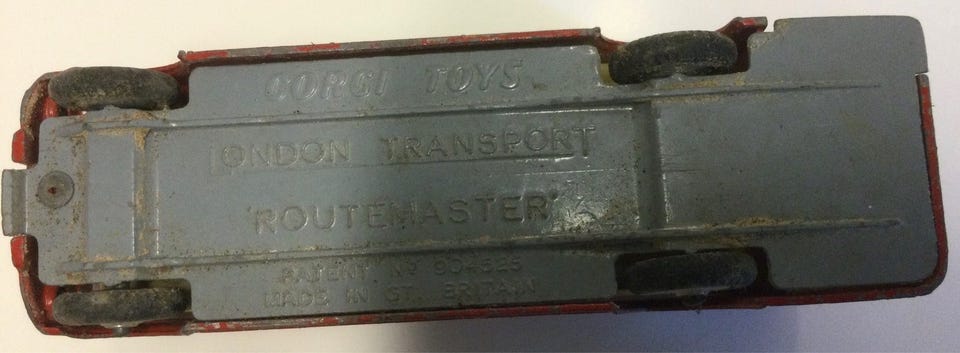 CORGI TOYS
LONDON TRANSPORT
'ROUTEMASTER'
PATENT Nº 904525
MADE IN GT. BRITAIN